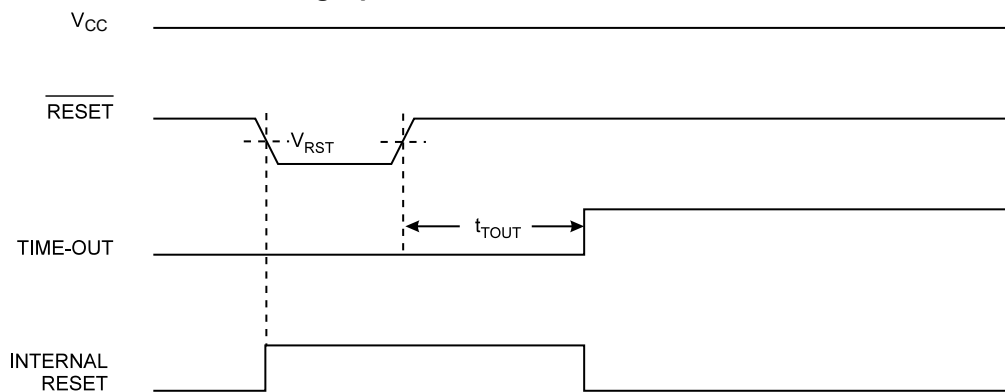 VCC
RESET
VRST
tTOUT
TIME-OUT
INTERNAL
RESET